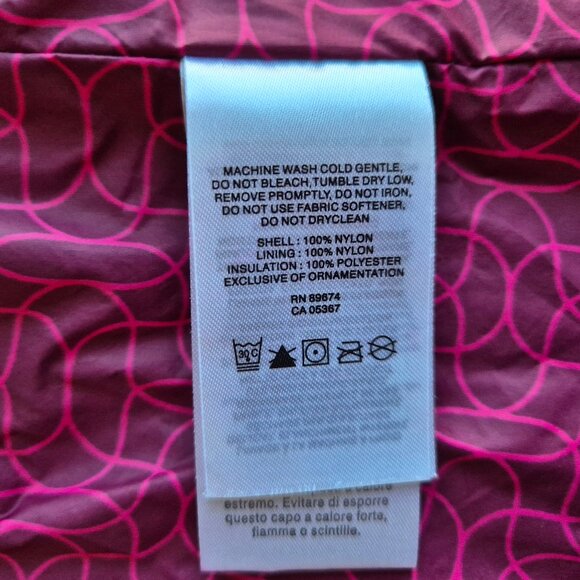 MACHINE WASH COLD GENTLE,
DO NOT BLEACH,TUMBLE DRY LOW,
REMOVE PROMPTLY, DO NOT IRON,
DO NOT USE FABRIC SOFTENER,
DO NOT DRYCLEAN
SHELL : 100% NYLON
LINING : 100% NYLON
INSULATION : 100% POLYESTER
EXCLUSIVE OF ORNAMENTATION
RN 89674
CA 05367
30 C
estremo. Evitare di esporre
questo capo a calore forte,
fiamma o scintille.